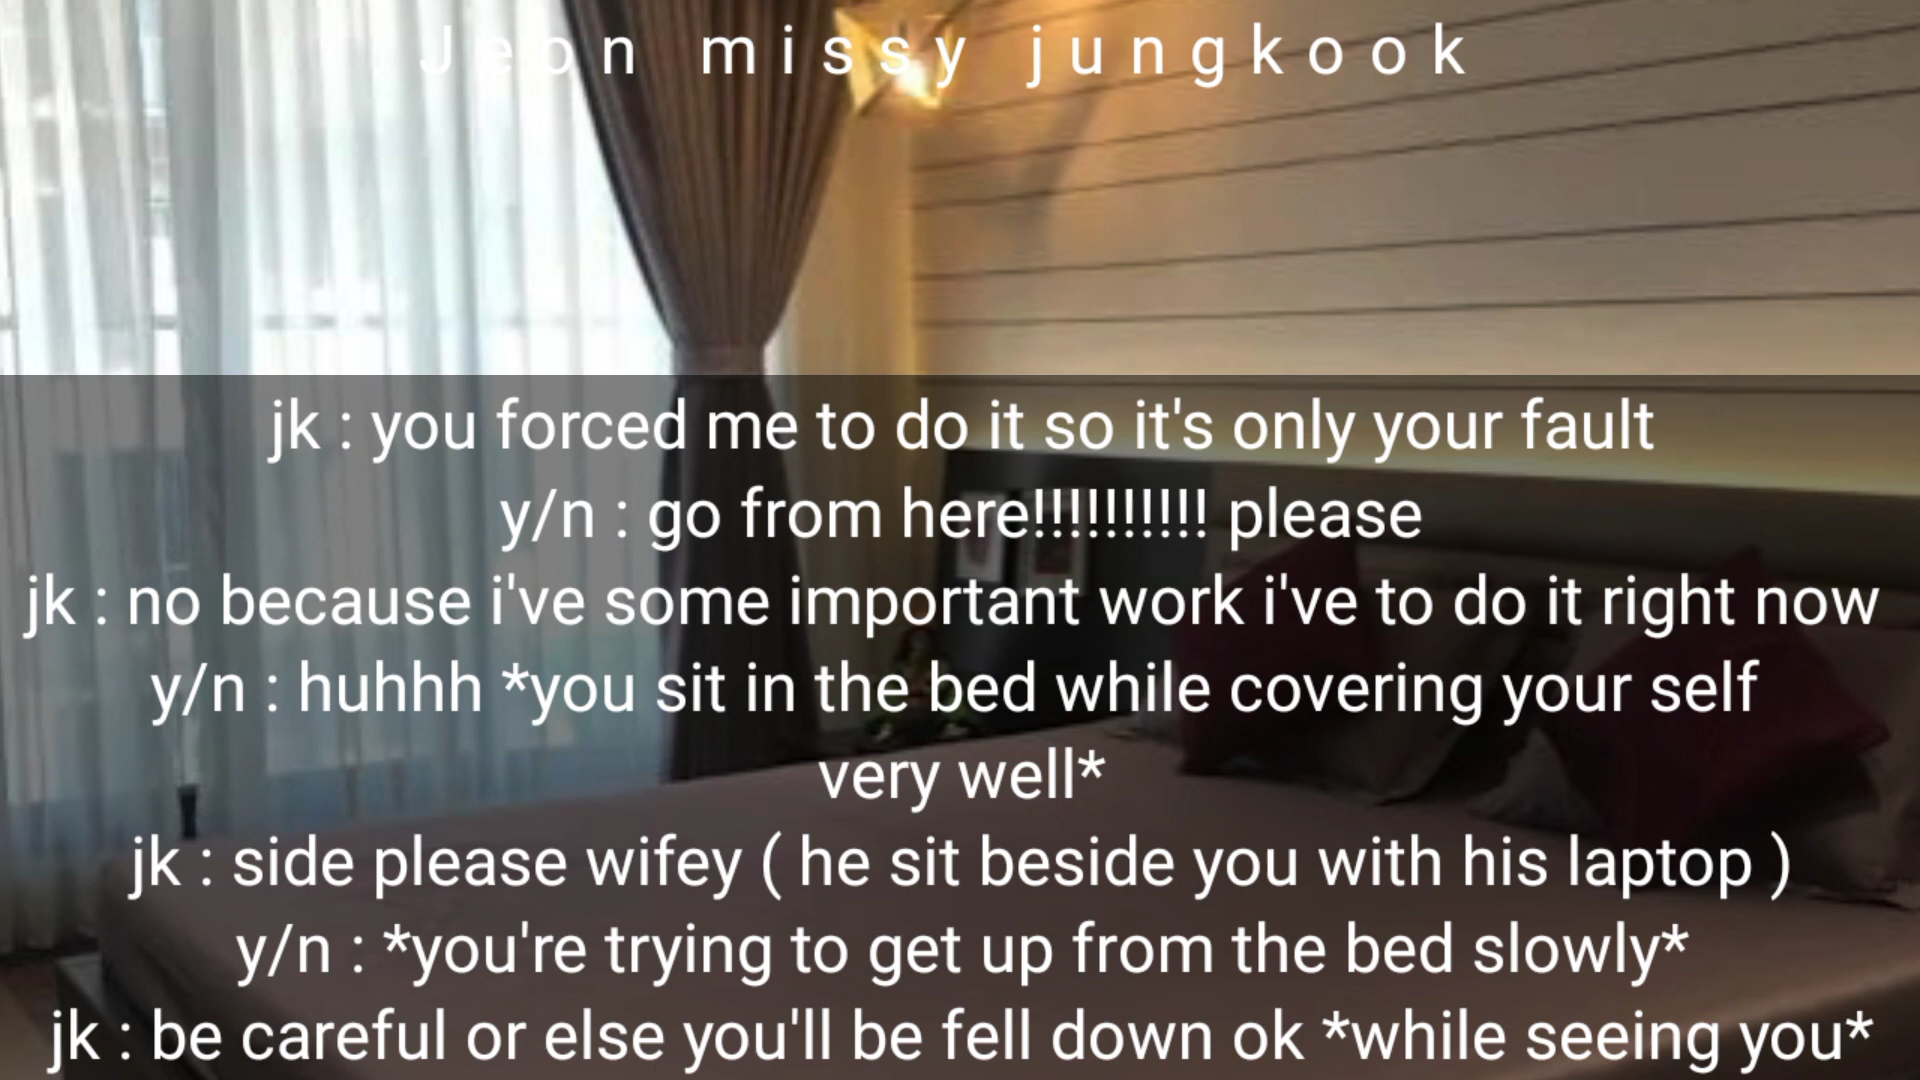 Jeon missy jungkook
jk : you forced me to do it so it's only your fault
y/n : go from here!!!!!!!!!! please
jk : no because i've some important work i've to do it right now
y/n : huhhh *you sit in the bed while covering your self
very well*
jk : side please wifey ( he sit beside you with his laptop )
y/n : *you're trying to get up from the bed slowly*
jk : be careful or else you'll be fell down ok *while seeing you*